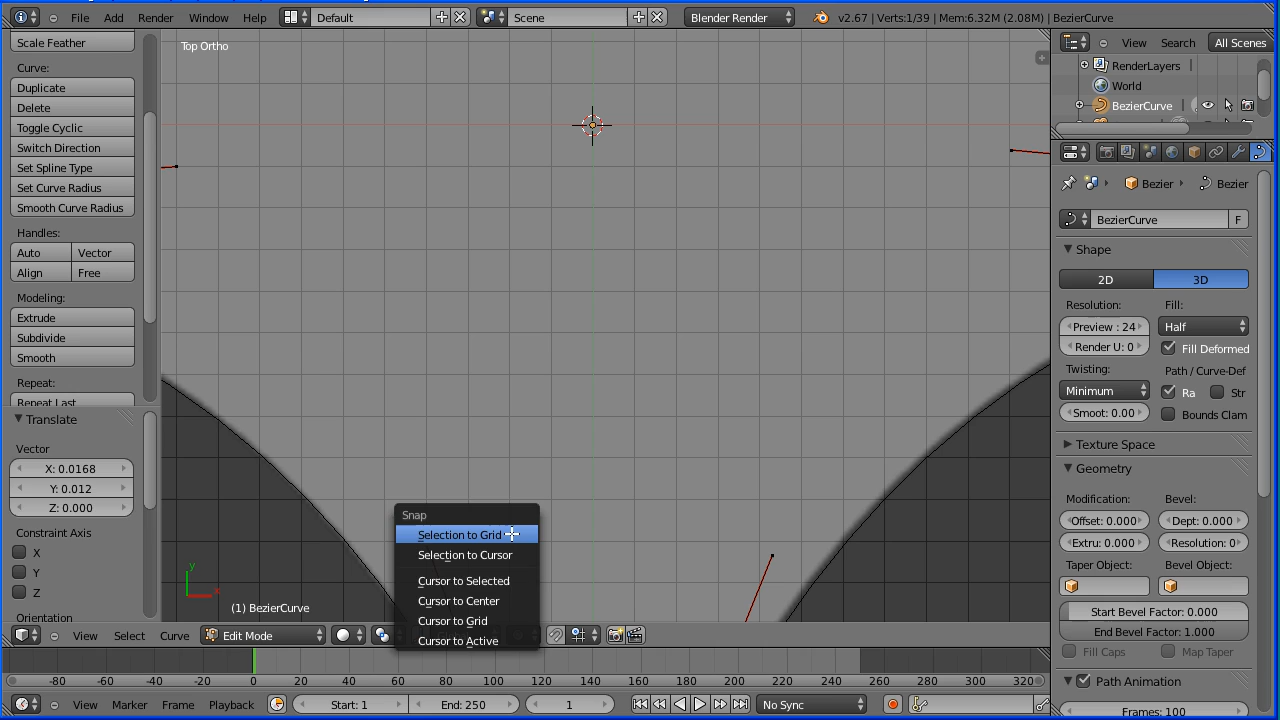 File Add Render Window Help Default Scene Blender Render v2.67 | Verts:1/39 | Mem:6.32M (2.08M) | BezierCurve
Scale Feather
Curve:
Duplicate
Delete
Toggle Cyclic
Switch Direction
Set Spline Type
Set Curve Radius
Smooth Curve Radius
Handles:
Auto Vector
Align Free
Modeling:
Extrude
Subdivide
Smooth
Repeat:
Repeat Last
Translate
Vector
X: 0.0168
Y: 0.012
Z: 0.000
Constraint Axis
X
Y
Z
Orientation
Top Ortho
Snap
Selection to Grid
Selection to Cursor
Cursor to Selected
Cursor to Center
Cursor to Grid
Cursor to Active
y
x
(1) BezierCurve
View Select Curve Edit Mode
-80 -60 -40 -20 0 20 40 60 80 100 120 140 160 180 200 220 240 260 280 300 320
View Marker Frame Playback Start: 1 End: 250 1 No Sync
View Search All Scenes
RenderLayers
World
BezierCurve
Bezier Bezier
BezierCurve F
Shape
2D 3D
Resolution: Fill:
Preview : 24 Half
Render U: 0 Fill Deformed
Twisting: Path / Curve-Def
Minimum Ra Str
Smoot: 0.00 Bounds Clam
Texture Space
Geometry
Modification: Bevel:
Offset: 0.000 Dept: 0.000
Extru: 0.000 Resolution: 0
Taper Object: Bevel Object:
Start Bevel Factor: 0.000
End Bevel Factor: 1.000
Fill Caps Map Taper
Path Animation
Frames: 100